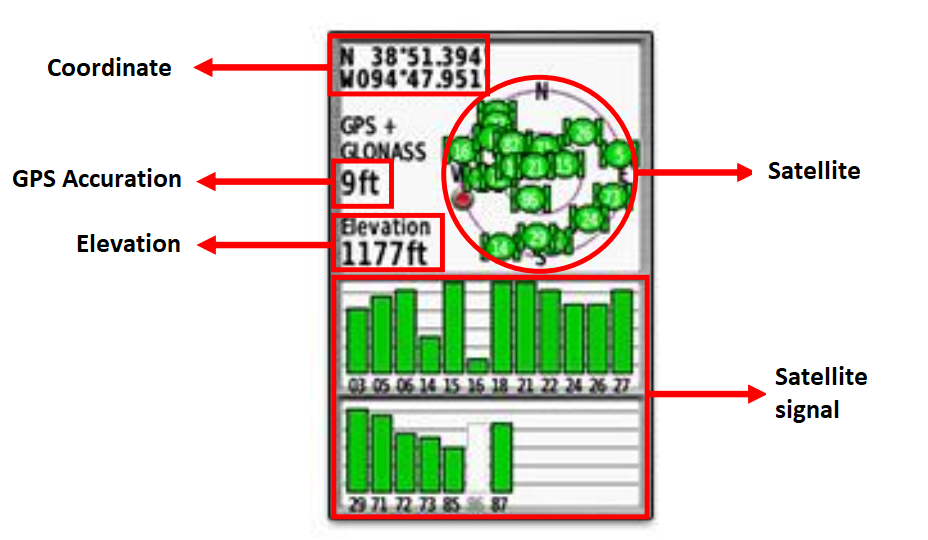 Coordinate
N 38°51.394'
W094°47.951'
N
GPS +
GLONASS
GPS Accuration
9ft
Satellite
E
Elevation
Elevation
1177ft
S
03 05 06 14 15 16 18 21 22 24 26 27
Satellite
signal
29 71 72 73 85 86 87